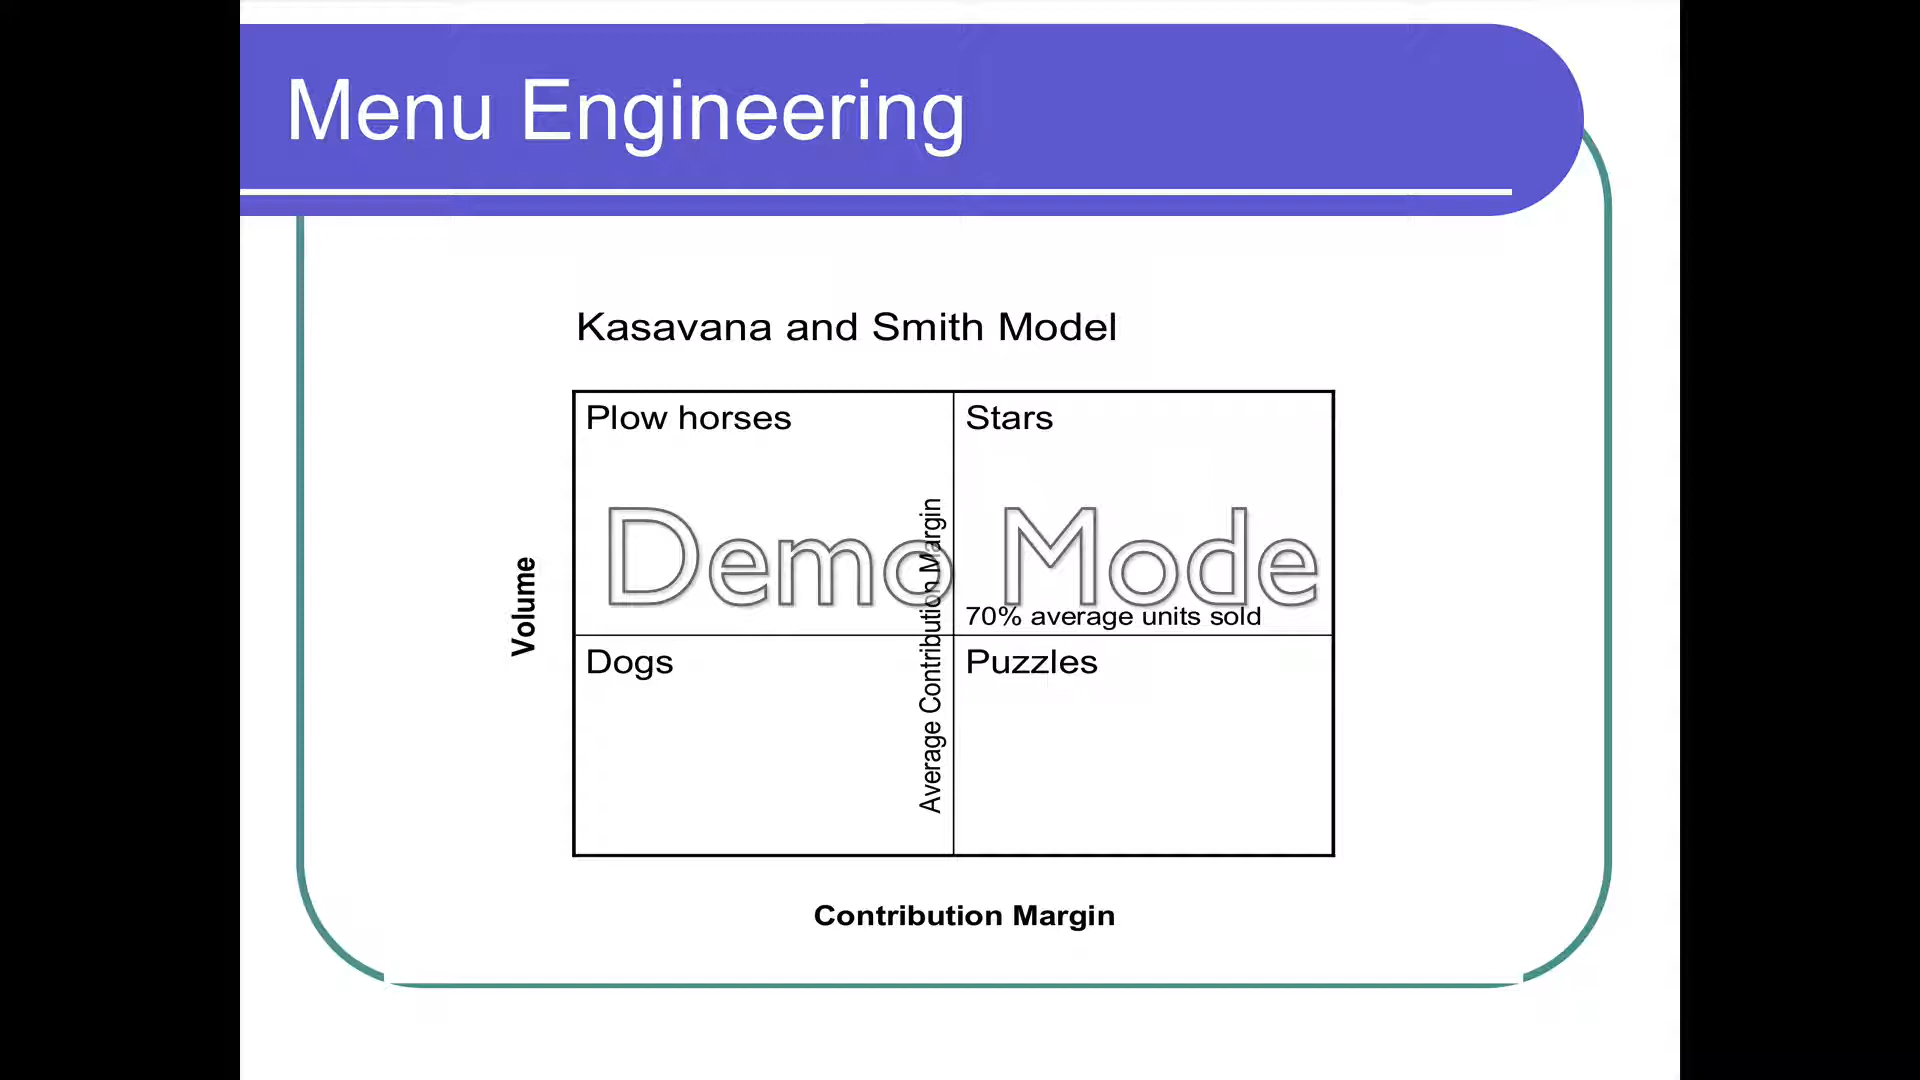 Menu Engineering
Kasavana and Smith Model
Plow horses
Stars
Demo Mode
Volume
Average Contribution Margin
70% average units sold
Dogs
Puzzles
Contribution Margin